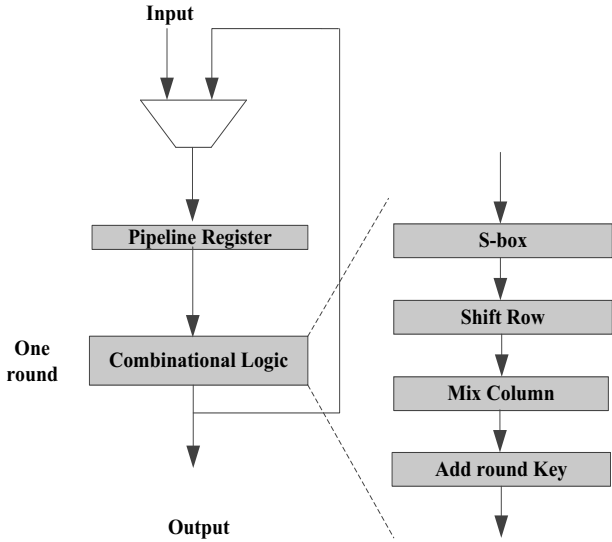 Input
Pipeline Register
One
round
Combinational Logic
Output
S-box
Shift Row
Mix Column
Add round Key